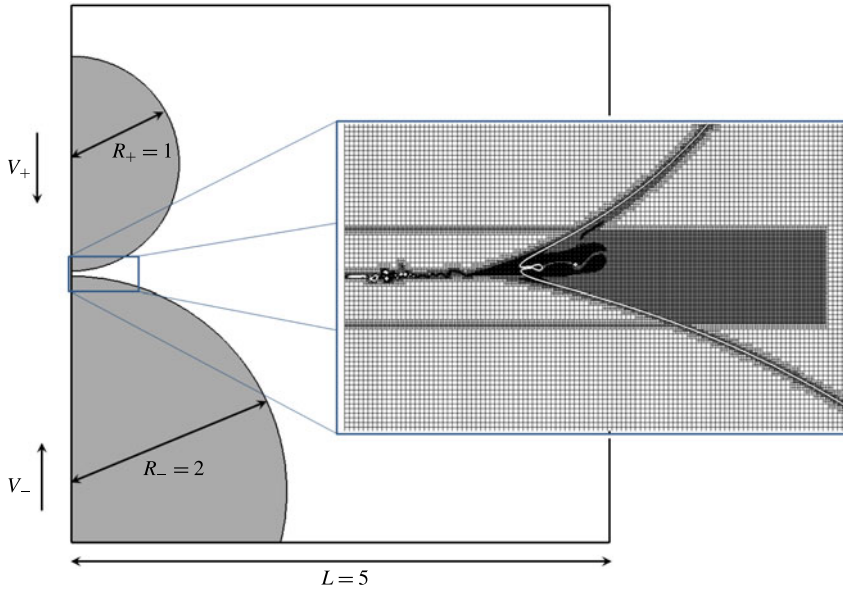 R₊ = 1
V₊
R₋ = 2
V₋
L = 5